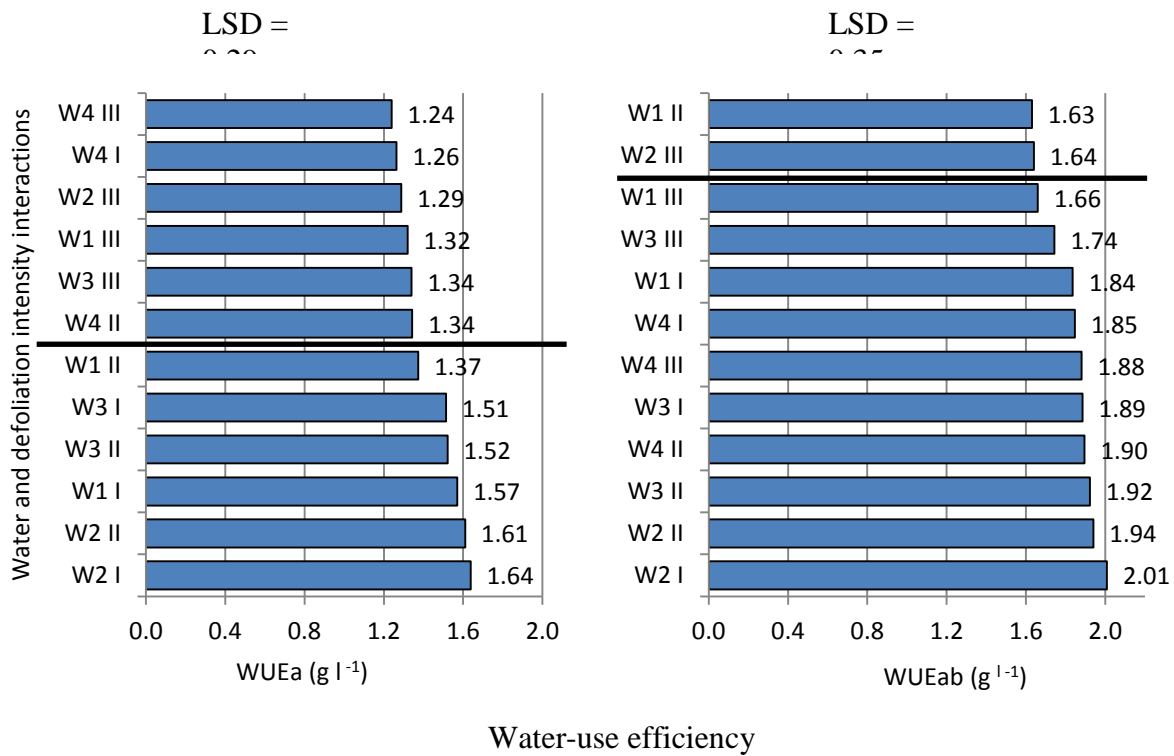 LSD =
LSD =
Water and defoliation intensity interactions
W4 III 1.24
W4 I 1.26
W2 III 1.29
W1 III 1.32
W3 III 1.34
W4 II 1.34
W1 II 1.37
W3 I 1.51
W3 II 1.52
W1 I 1.57
W2 II 1.61
W2 I 1.64
0.0 0.4 0.8 1.2 1.6 2.0
WUEa (g l -1)
W1 II 1.63
W2 III 1.64
W1 III 1.66
W3 III 1.74
W1 I 1.84
W4 I 1.85
W4 III 1.88
W3 I 1.89
W4 II 1.90
W3 II 1.92
W2 II 1.94
W2 I 2.01
0.0 0.4 0.8 1.2 1.6 2.0
WUEab (g l -1)
Water-use efficiency